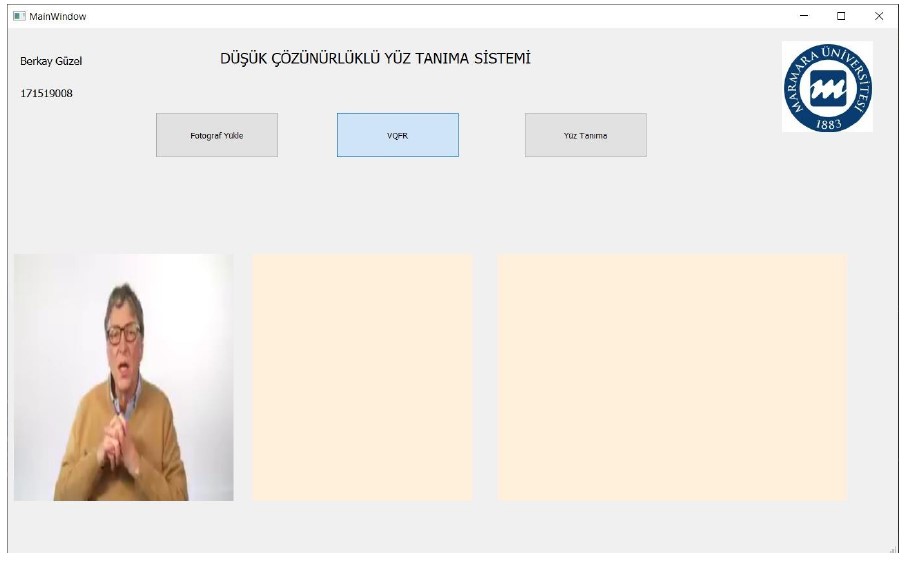 MainWindow
Berkay Güzel
DÜŞÜK ÇÖZÜNÜRLÜKLÜ YÜZ TANIMA SİSTEMİ
171519008
MARMARA ÜNİVERSİTESİ
1883
Fotograf Yükle
VQFR
Yüz Tanıma